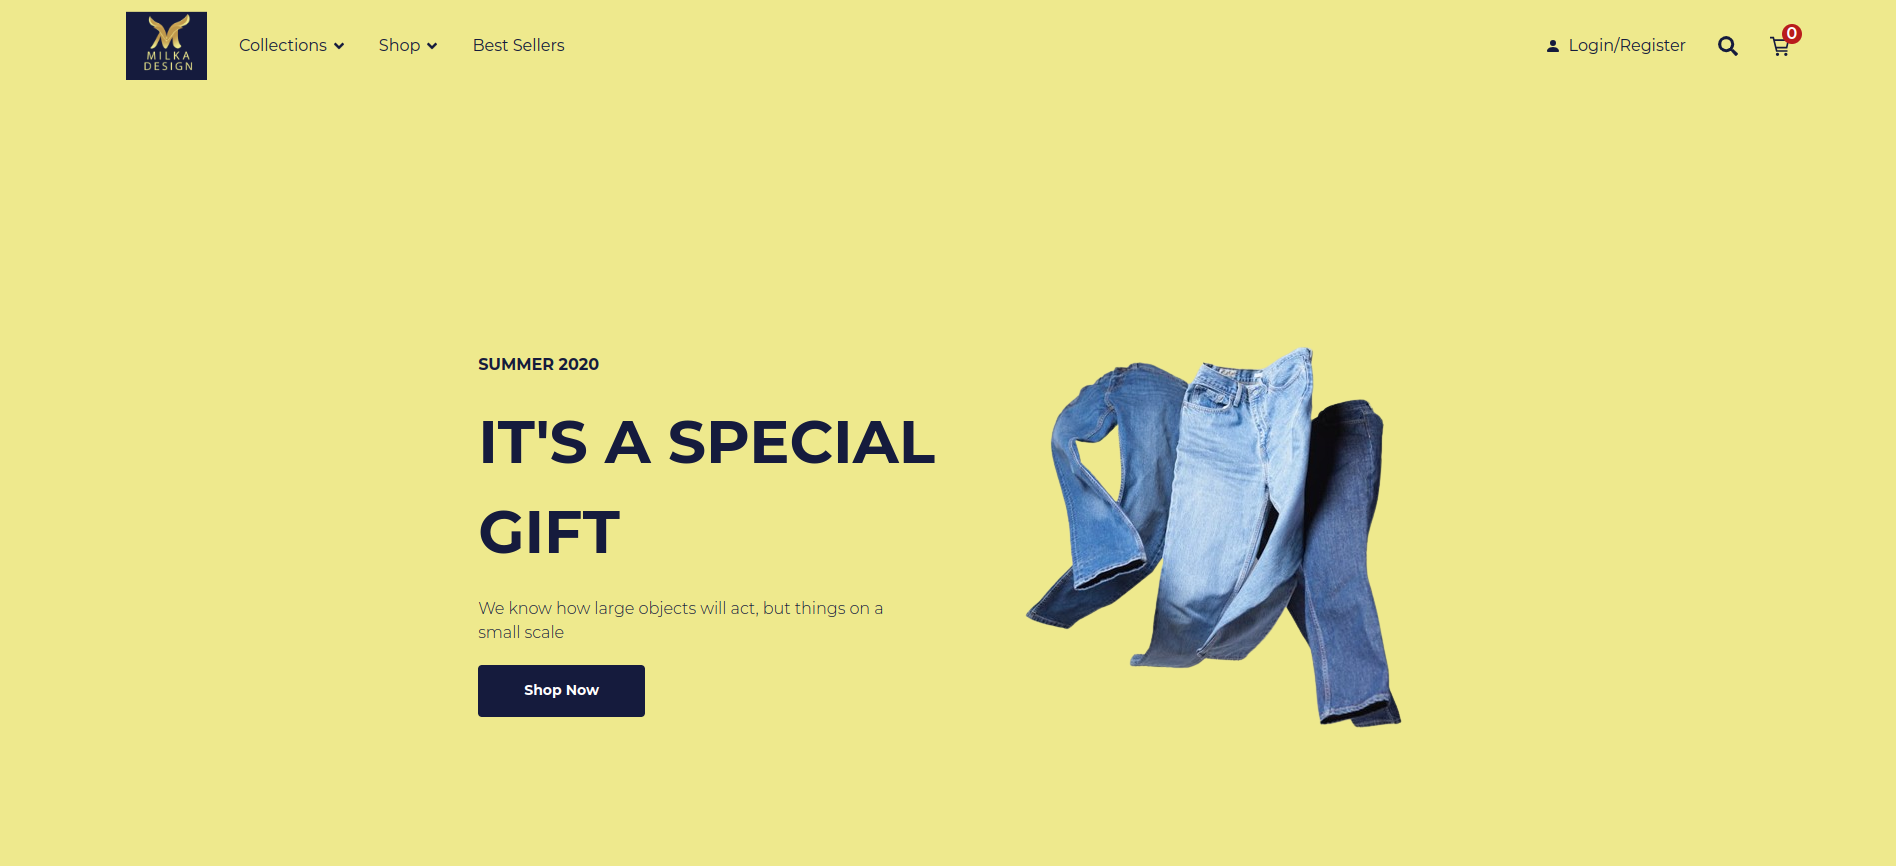 MILKA
DESIGN
Collections
Shop
Best Sellers
Login/Register
0
SUMMER 2020
IT'S A SPECIAL
GIFT
We know how large objects will act, but things on a
small scale
Shop Now